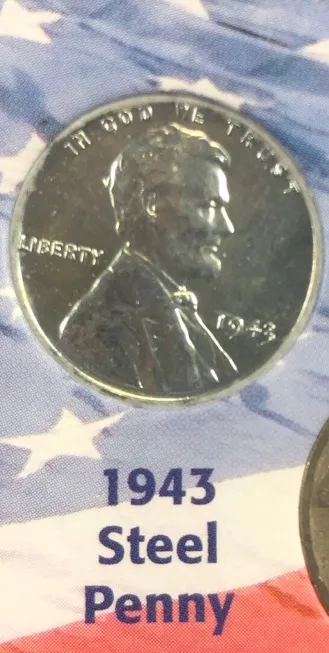 IN GOD WE TRUST
LIBERTY
1943
1943
Steel
Penny